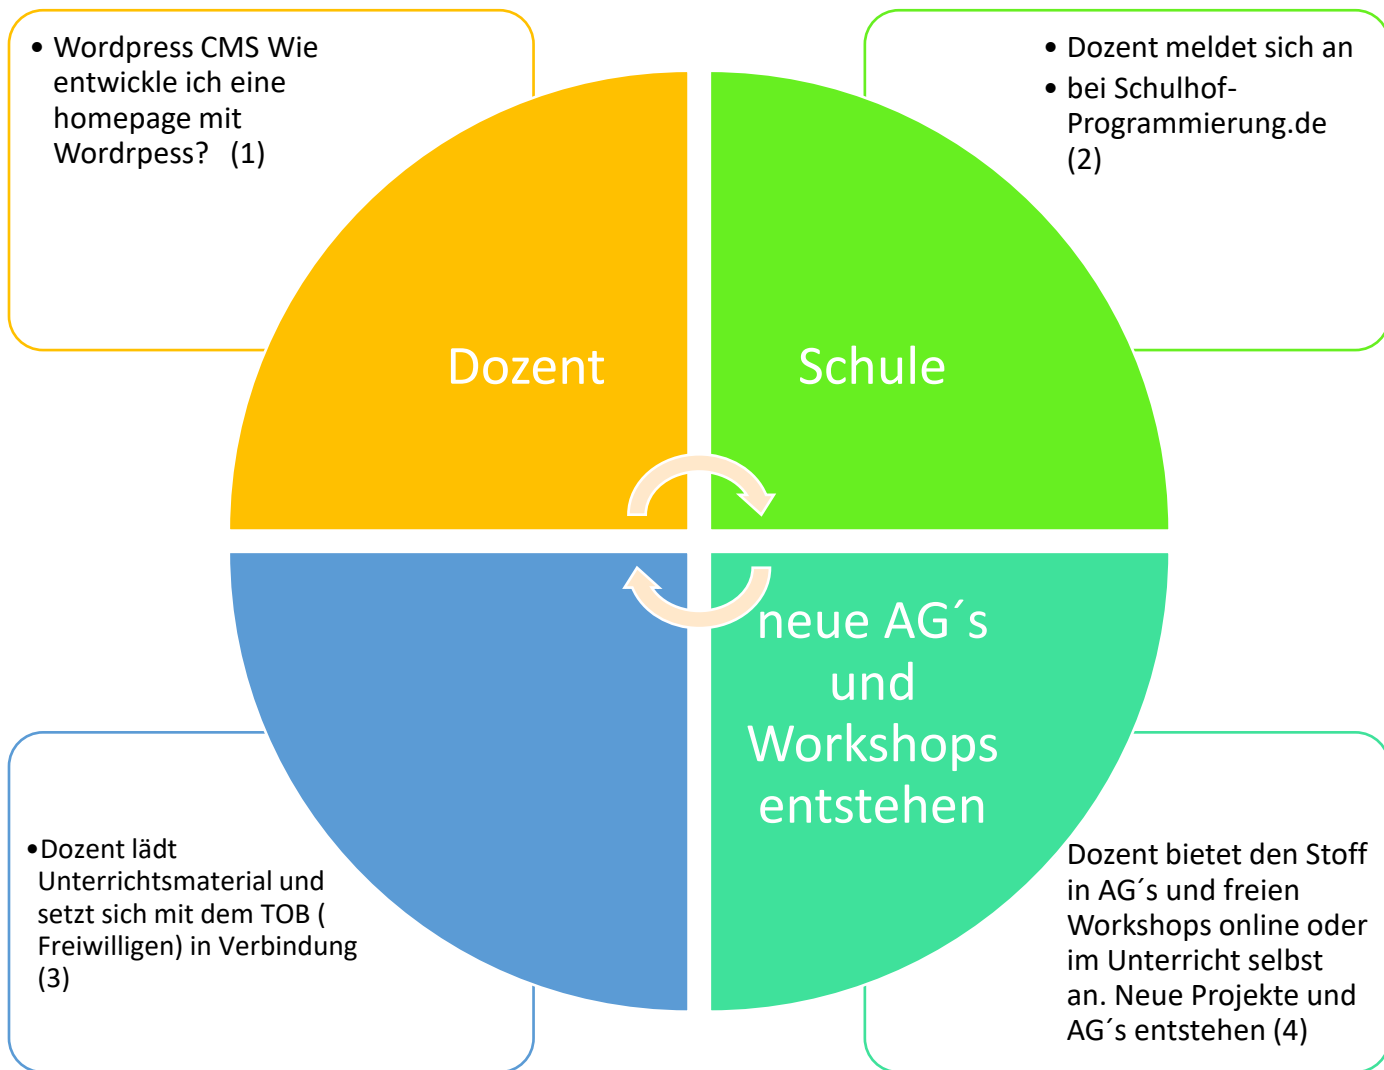 • Wordpress CMS Wie
entwickle ich eine
homepage mit
Wordrpess? (1)
• Dozent meldet sich an
• bei Schulhof-
Programmierung.de
(2)
Dozent
Schule
neue AG´s
und
Workshops
entstehen
•Dozent lädt
Unterrichtsmaterial und
setzt sich mit dem TOB (
Freiwilligen) in Verbindung
(3)
Dozent bietet den Stoff
in AG´s und freien
Workshops online oder
im Unterricht selbst
an. Neue Projekte und
AG´s entstehen (4)